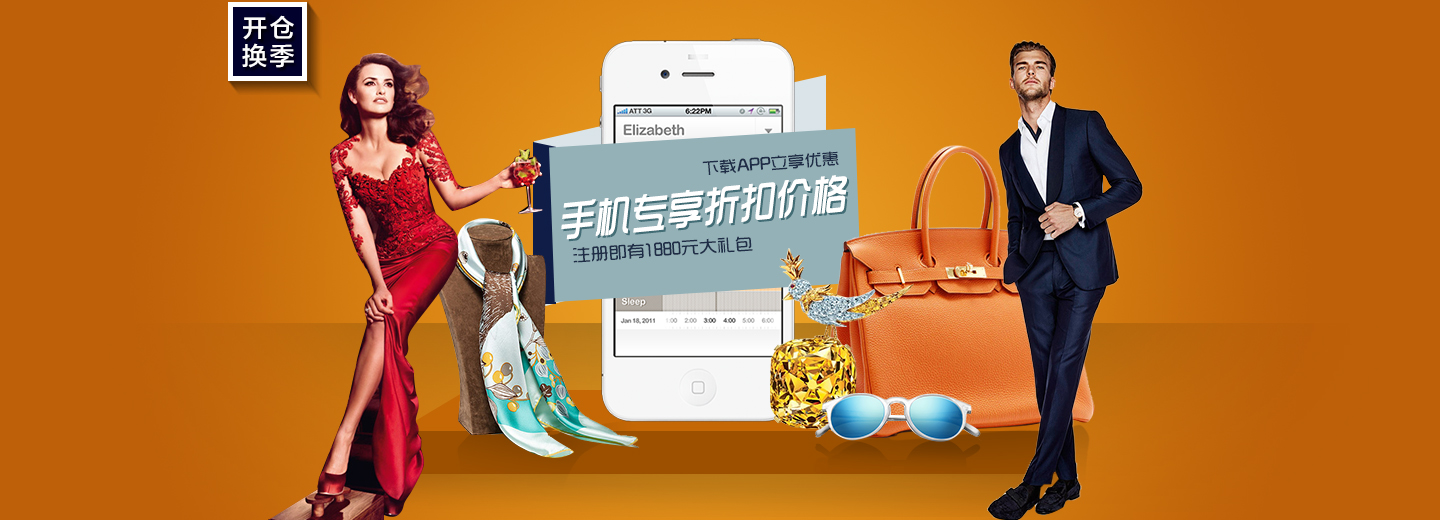 开仓
换季
ATT 3G 6:22PM
Elizabeth
下载APP立享优惠
手机专享折扣价格
注册即有1880元大礼包
Sleep
Jan 18, 2011 1:00 2:00 3:00 4:00 5:00 6:00